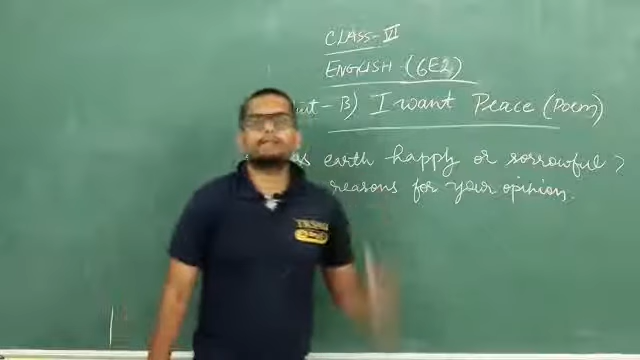 CLASS-VI
ENGLISH (6E2)
- B) I want Peace (Poem)
earth happy or sorrowful ?
reasons for your opinion.